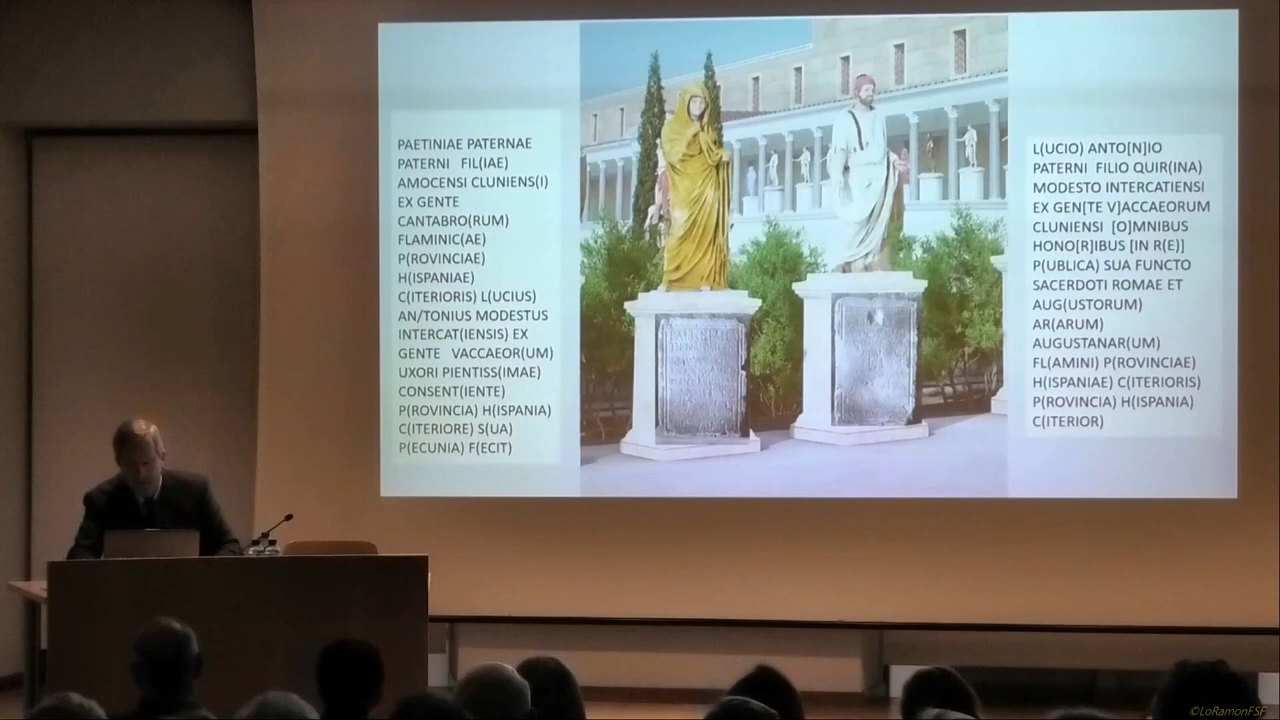 PAETINIAE PATERNAE
PATERNI FIL(IAE)
AMOCENSI CLUNIENS(I)
EX GENTE
CANTABRO(RUM)
FLAMINIC(AE)
P(ROVINCIAE)
H(ISPANIAE)
C(ITERIORIS) L(UCIUS)
AN/TONIUS MODESTUS
INTERCAT(IENSIS) EX
GENTE VACCAEOR(UM)
UXORI PIENTISS(IMAE)
CONSENT(IENTE)
P(ROVINCIA) H(ISPANIA)
C(ITERIORE) S(UA)
P(ECUNIA) F(ECIT)
L(UCIO) ANTO[N]IO
PATERNI FILIO QUIR(INA)
MODESTO INTERCATIENSI
EX GEN[TE V]ACCAEORUM
CLUNIENSI [O]MNIBUS
HONO[R]IBUS [IN R(E)]
P(UBLICA) SUA FUNCTO
SACERDOTI ROMAE ET
AUG(USTORUM)
AR(ARUM)
AUGUSTANAR(UM)
FL(AMINI) P(ROVINCIAE)
H(ISPANIAE) C(ITERIORIS)
P(ROVINCIA) H(ISPANIA)
C(ITERIOR)
©LoRamonFSF